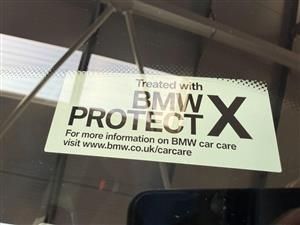 Treated with
BMW
PROTECT X
For more information on BMW car care
visit www.bmw.co.uk/carcare